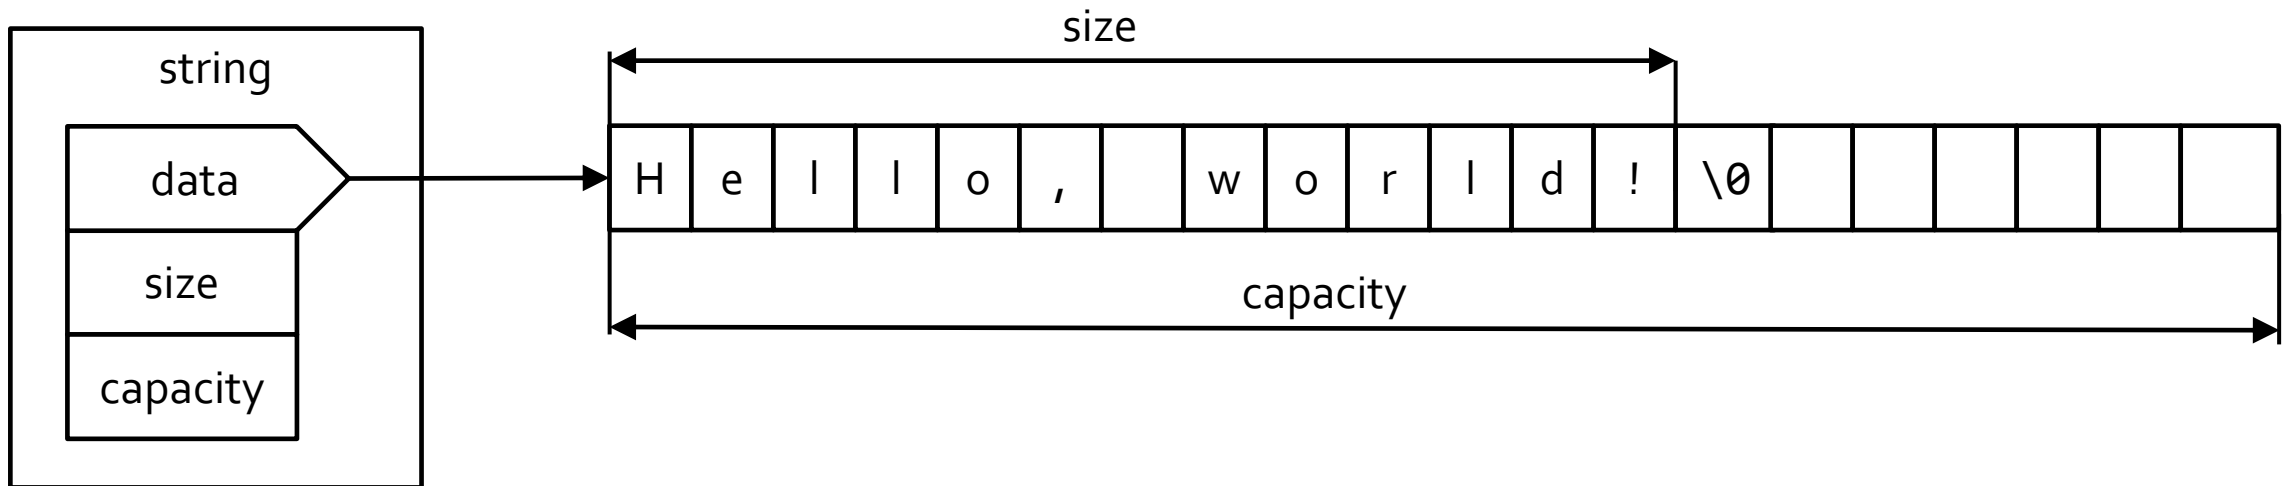 size
string
data
H e l l o , w o r l d ! \0
size
capacity
capacity